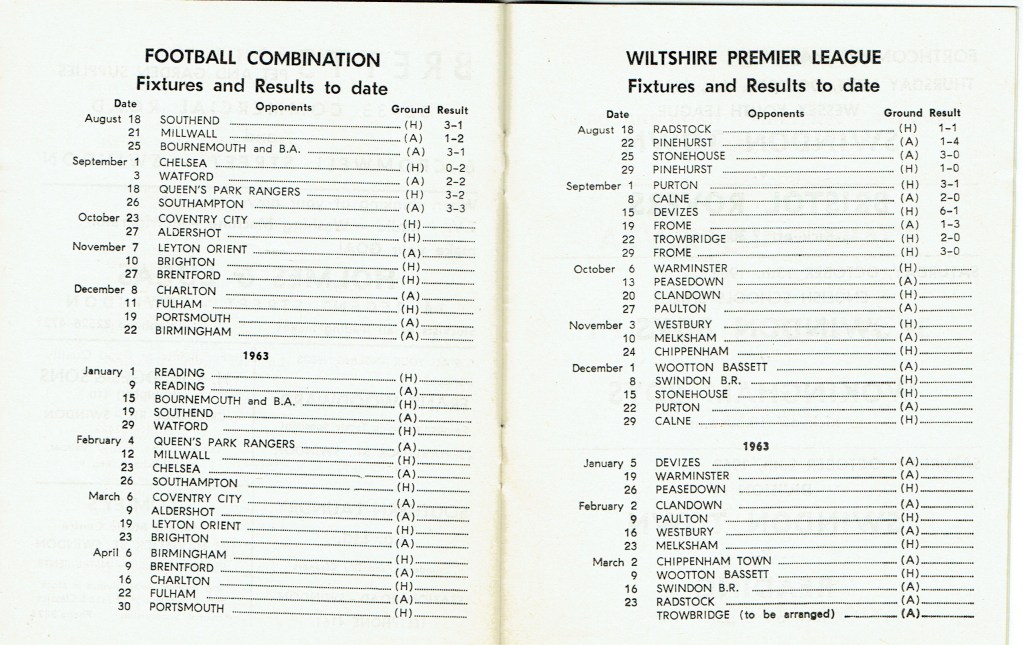 FOOTBALL COMBINATION
Fixtures and Results to date
Date Opponents Ground Result
August 18 SOUTHEND (H) 3-1
21 MILLWALL (A) 1-2
25 BOURNEMOUTH and B.A. (A) 3-1
September 1 CHELSEA (H) 0-2
3 WATFORD (A) 2-2
18 QUEEN'S PARK RANGERS (H) 3-2
26 SOUTHAMPTON (A) 3-3
October 23 COVENTRY CITY (H)
27 ALDERSHOT (H)
November 7 LEYTON ORIENT (A)
10 BRIGHTON (H)
27 BRENTFORD (H)
December 8 CHARLTON (A)
11 FULHAM (H)
19 PORTSMOUTH (A)
22 BIRMINGHAM (A)
1963
January 1 READING (H)
9 READING (A)
15 BOURNEMOUTH and B.A. (H)
19 SOUTHEND (A)
29 WATFORD (H)
February 4 QUEEN'S PARK RANGERS (A)
12 MILLWALL (H)
23 CHELSEA (A)
26 SOUTHAMPTON (H)
March 6 COVENTRY CITY (A)
9 ALDERSHOT (A)
19 LEYTON ORIENT (H)
23 BRIGHTON (A)
April 6 BIRMINGHAM (H)
9 BRENTFORD (A)
16 CHARLTON (H)
22 FULHAM (A)
30 PORTSMOUTH (H)
WILTSHIRE PREMIER LEAGUE
Fixtures and Results to date
Date Opponents Ground Result
August 18 RADSTOCK (H) 1-1
22 PINEHURST (A) 1-4
25 STONEHOUSE (A) 3-0
29 PINEHURST (H) 1-0
September 1 PURTON (H) 3-1
8 CALNE (A) 2-0
15 DEVIZES (H) 6-1
19 FROME (A) 1-3
22 TROWBRIDGE (H) 2-0
29 FROME (H) 3-0
October 6 WARMINSTER (H)
13 PEASEDOWN (A)
20 CLANDOWN (H)
27 PAULTON (A)
November 3 WESTBURY (H)
10 MELKSHAM (A)
24 CHIPPENHAM (H)
December 1 WOOTTON BASSETT (A)
8 SWINDON B.R. (H)
15 STONEHOUSE (H)
22 PURTON (A)
29 CALNE (H)
1963
January 5 DEVIZES (A)
19 WARMINSTER (A)
26 PEASEDOWN (H)
February 2 CLANDOWN (A)
9 PAULTON (H)
16 WESTBURY (A)
23 MELKSHAM (H)
March 2 CHIPPENHAM TOWN (A)
9 WOOTTON BASSETT (H)
16 SWINDON B.R. (A)
23 RADSTOCK (A)
TROWBRIDGE (to be arranged) (A)